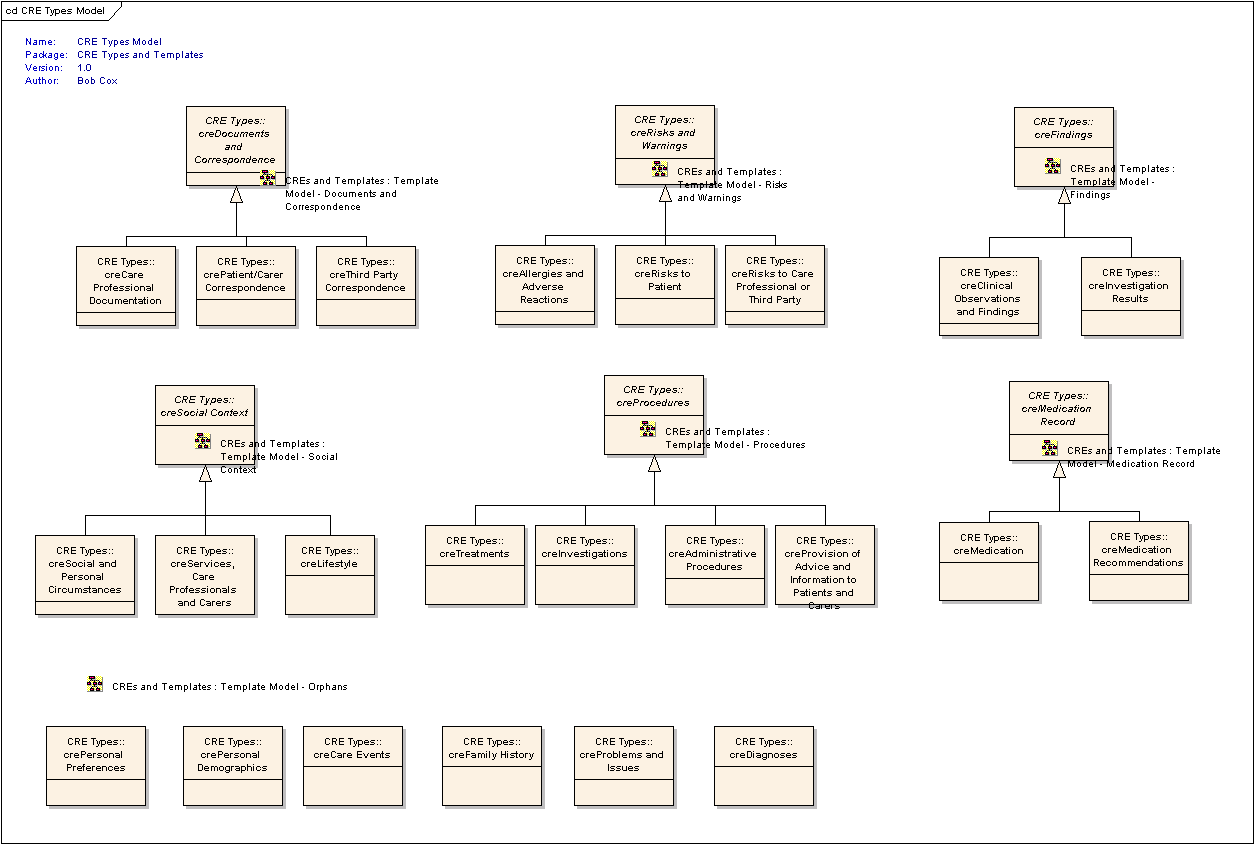 cd CRE Types Model
Name: CRE Types Model
Package: CRE Types and Templates
Version: 1.0
Author: Bob Cox
CRE Types::
creDocuments
and
Correspondence
CREs and Templates : Template
Model - Documents and
Correspondence
CRE Types::
creRisks and
Warnings
CREs and Templates :
Template Model - Risks
and Warnings
CRE Types::
creFindings
CREs and Templates :
Template Model -
Findings
CRE Types::
creCare
Professional
Documentation
CRE Types::
crePatient/Carer
Correspondence
CRE Types::
creThird Party
Correspondence
CRE Types::
creAllergies and
Adverse
Reactions
CRE Types::
creRisks to
Patient
CRE Types::
creRisks to Care
Professional or
Third Party
CRE Types::
creClinical
Observations
and Findings
CRE Types::
creInvestigation
Results
CRE Types::
creSocial Context
CREs and Templates :
Template Model - Social
Context
CRE Types::
creProcedures
CREs and Templates :
Template Model - Procedures
CRE Types::
creMedication
Record
CREs and Templates : Template
Model - Medication Record
CRE Types::
creSocial and
Personal
Circumstances
CRE Types::
creServices,
Care
Professionals
and Carers
CRE Types::
creLifestyle
CRE Types::
creTreatments
CRE Types::
creInvestigations
CRE Types::
creAdministrative
Procedures
CRE Types::
creProvision of
Advice and
Information to
Patients and
Carers
CRE Types::
creMedication
CRE Types::
creMedication
Recommendations
CREs and Templates : Template Model - Orphans
CRE Types::
crePersonal
Preferences
CRE Types::
crePersonal
Demographics
CRE Types::
creCare Events
CRE Types::
creFamily History
CRE Types::
creProblems and
Issues
CRE Types::
creDiagnoses